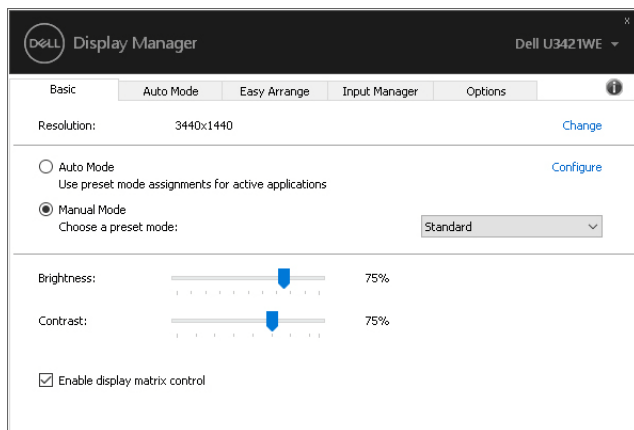 x
DELL Display Manager
Dell U3421WE
Basic Auto Mode Easy Arrange Input Manager Options i
Resolution: 3440x1440 Change
Auto Mode Configure
Use preset mode assignments for active applications
Manual Mode
Choose a preset mode: Standard
Brightness: 75%
Contrast: 75%
Enable display matrix control